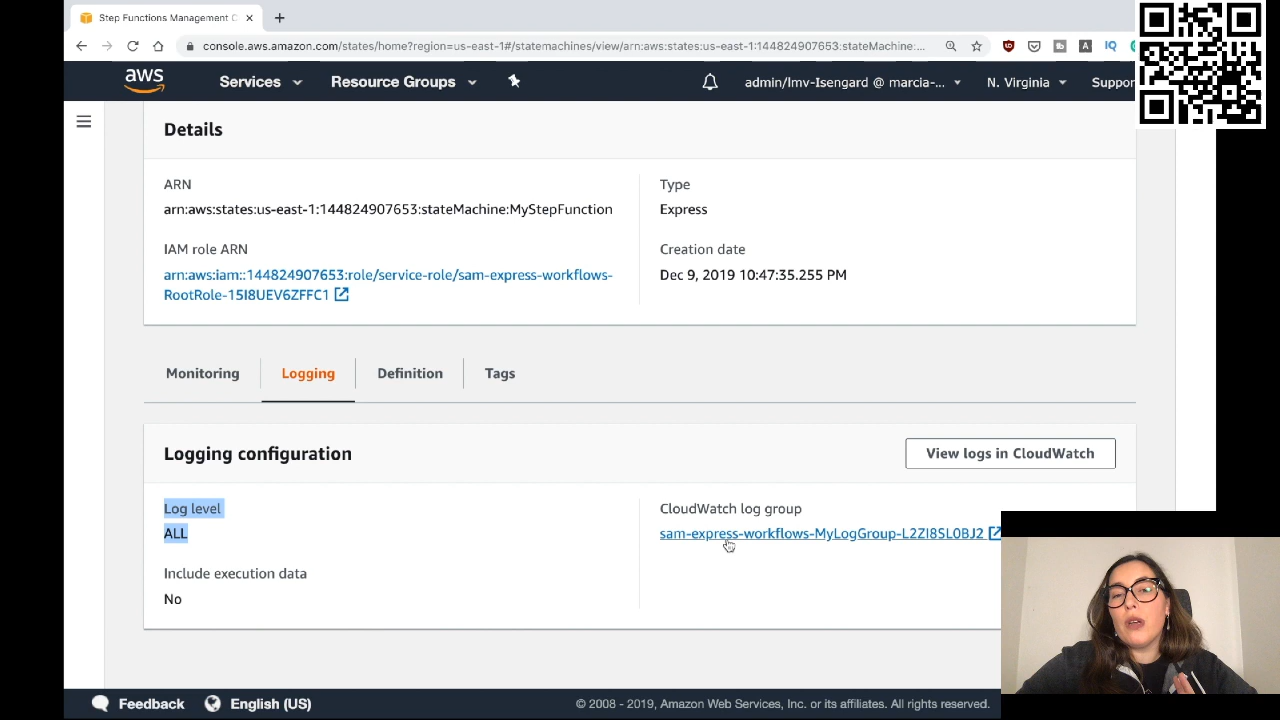 Step Functions Management C
console.aws.amazon.com/states/home?region=us-east-1#/statemachines/view/arn:aws:states:us-east-1:144824907653:stateMachine:...
aws
Services
Resource Groups
admin/lmv-Isengard @ marcia-...
N. Virginia
Suppor
Details
ARN
arn:aws:states:us-east-1:144824907653:stateMachine:MyStepFunction
Type
Express
IAM role ARN
arn:aws:iam::144824907653:role/service-role/sam-express-workflows-
RootRole-15I8UEV6ZFFC1
Creation date
Dec 9, 2019 10:47:35.255 PM
Monitoring
Logging
Definition
Tags
Logging configuration
View logs in CloudWatch
Log level
ALL
CloudWatch log group
sam-express-workflows-MyLogGroup-L2ZI8SL0BJ2
Include execution data
No
Feedback
English (US)
© 2008 - 2019, Amazon Web Services, Inc. or its affiliates. All rights reserved.